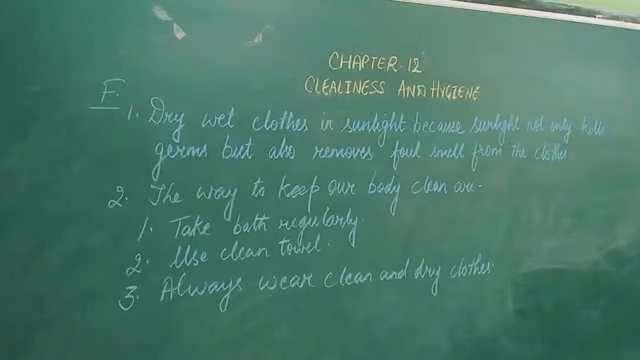 CHAPTER-12
CLEALINESS AND HYGIENE
F.
1. Dry wet clothes in sunlight because sunlight not only kills
germs but also removes foul smell from the clothes.
2. The way to keep our body clean are.
1. Take bath regularly.
2. Use clean towel.
3. Always wear clean and dry clothes.